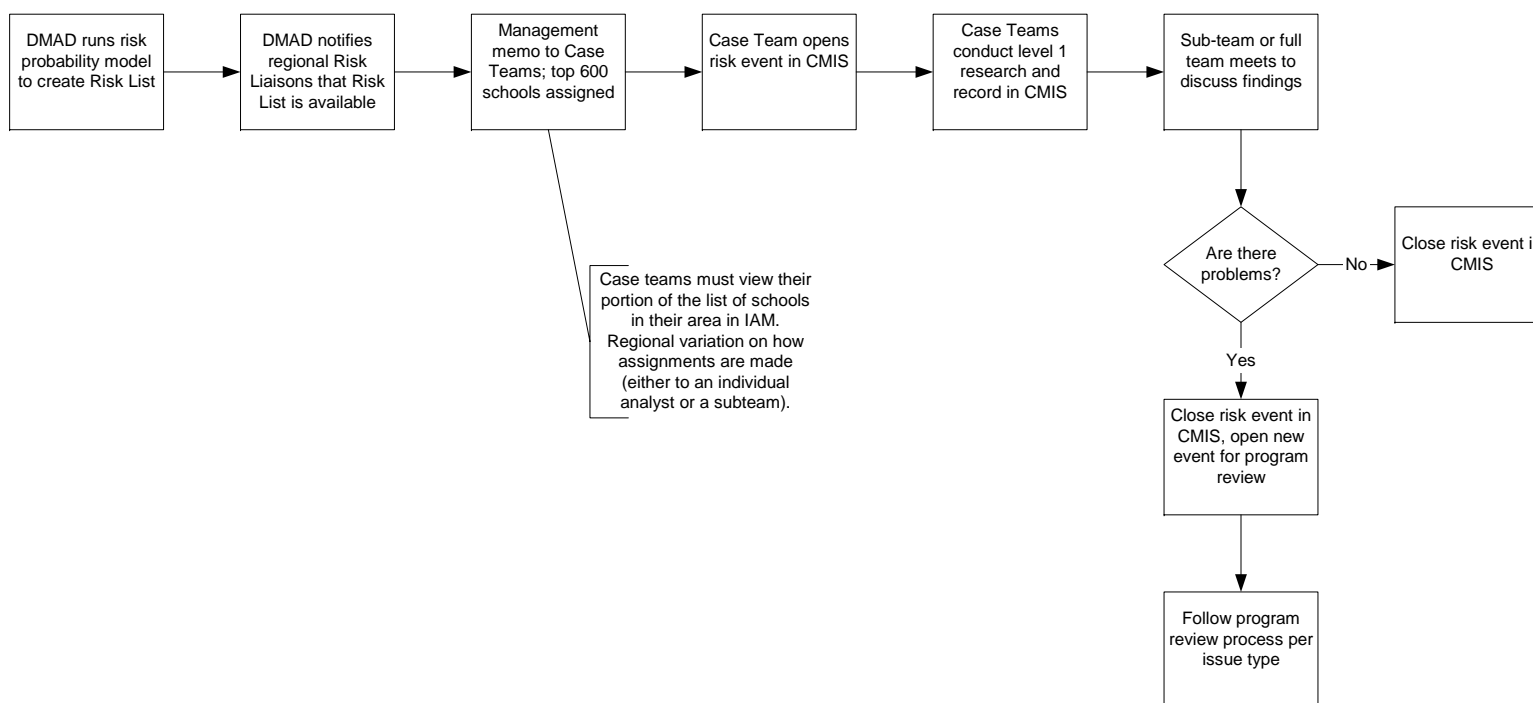 DMAD runs risk
probability model
to create Risk List
DMAD notifies
regional Risk
Liaisons that Risk
List is available
Management
memo to Case
Teams; top 600
schools assigned
Case Team opens
risk event in CMIS
Case Teams
conduct level 1
research and
record in CMIS
Sub-team or full
team meets to
discuss findings
Are there
problems?
No
Close risk event i
CMIS
Case teams must view their
portion of the list of schools
in their area in IAM.
Regional variation on how
assignments are made
(either to an individual
analyst or a subteam).
Yes
Close risk event in
CMIS, open new
event for program
review
Follow program
review process per
issue type